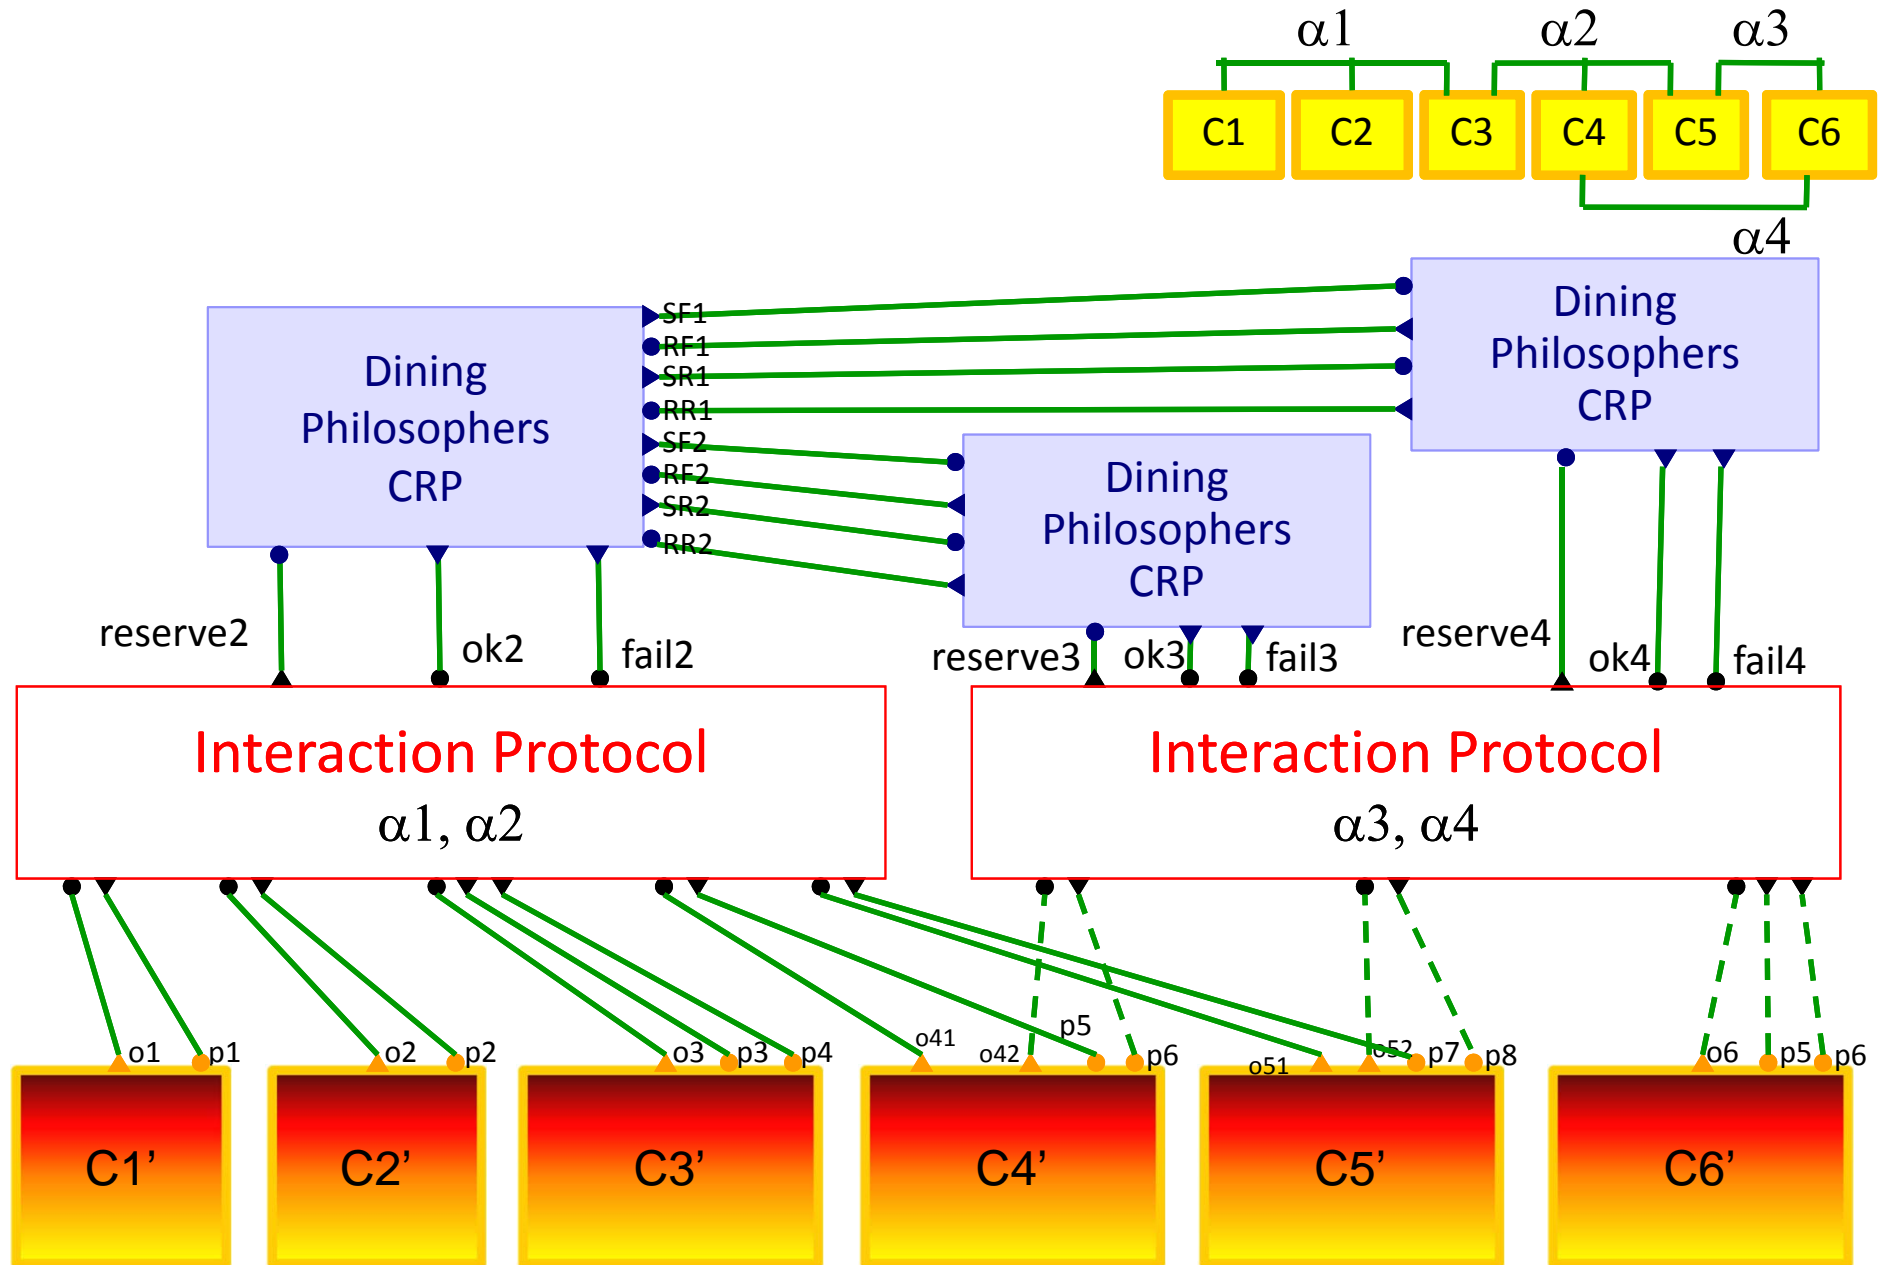 α1 α2 α3
C1 C2 C3 C4 C5 C6
α4
Dining
Philosophers
CRP
SF1
RF1
SR1
RR1
SF2
RF2
SR2
RR2
Dining
Philosophers
CRP
Dining
Philosophers
CRP
reserve2 ok2 fail2
reserve3 ok3 fail3
reserve4 ok4 fail4
Interaction Protocol
α1, α2
Interaction Protocol
α3, α4
o1 p1 o2 p2 o3 p3 p4 o41 o42 p5 p6 o51 o52 p7 p8 o6 p5 p6
C1’ C2’ C3’ C4’ C5’ C6’